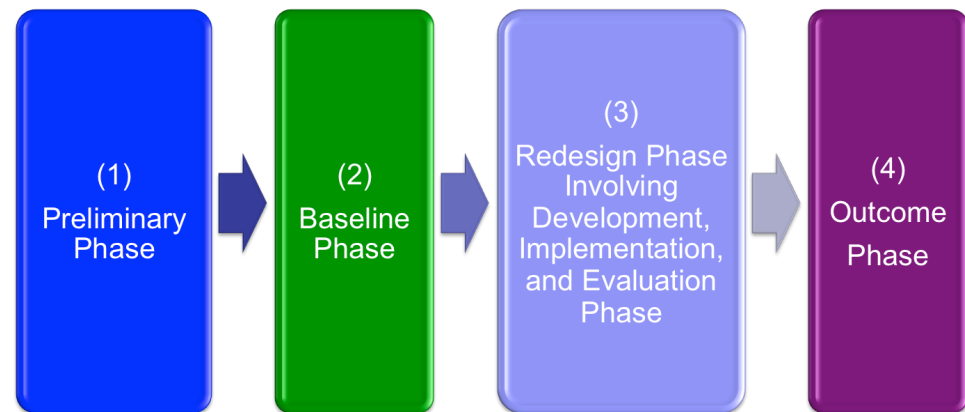 (1)
Preliminary
Phase
(2)
Baseline
Phase
(3)
Redesign Phase
Involving
Development,
Implementation,
and Evaluation
Phase
(4)
Outcome
Phase